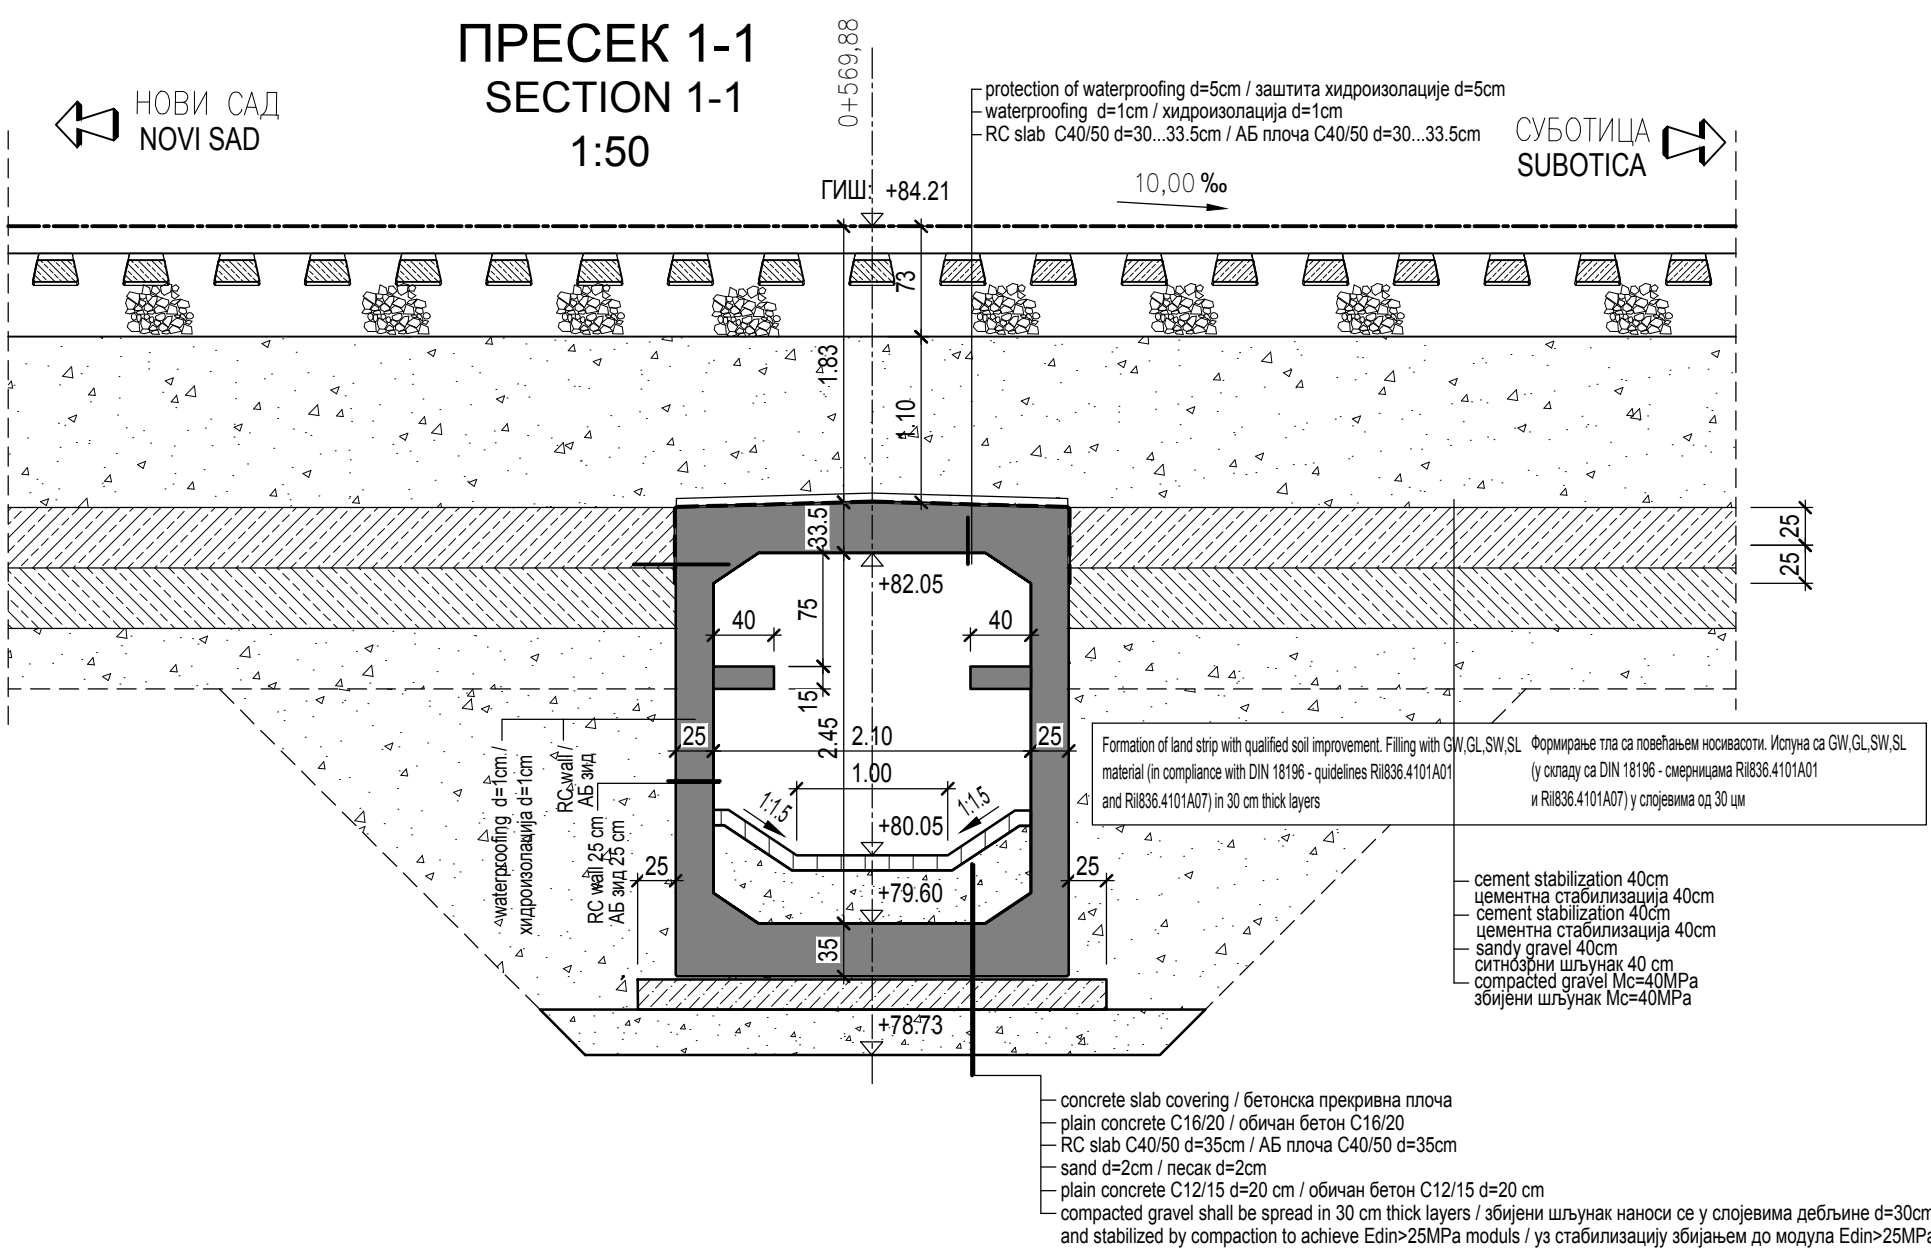 ПРЕСЕК 1-1
SECTION 1-1
1:50
0+569,88
НОВИ САД
NOVI SAD
protection of waterproofing d=5cm / заштита хидроизолације d=5cm
waterproofing d=1cm / хидроизолација d=1cm
RC slab C40/50 d=30...33.5cm / АБ плоча C40/50 d=30...33.5cm
СУБОТИЦА
SUBOTICA
ГИШ: +84.21
10,00 ‰
73
1.83
1.10
33.5
25
25
+82.05
75
40
40
15
2.45
25
2.10
25
1.00
1:1.5
1:1.5
+80.05
25
25
+79.60
35
+78.73
waterproofing d=1cm /
хидроизолација d=1cm
RC wall /
АБ зид
RC wall 25 cm /
АБ зид 25 cm
Formation of land strip with qualified soil improvement. Filling with GW,GL,SW,SL
material (in compliance with DIN 18196 - quidelines Ril836.4101A01
and Ril836.4101A07) in 30 cm thick layers
Формирање тла са повећањем носивасоти. Испуна са GW,GL,SW,SL
(у складу са DIN 18196 - смерницама Ril836.4101A01
и Ril836.4101A07) у слојевима од 30 цм
cement stabilization 40cm
цементна стабилизација 40cm
cement stabilization 40cm
цементна стабилизација 40cm
sandy gravel 40cm
ситнозрни шљунак 40 cm
compacted gravel Mc=40MPa
збијени шљунак Mc=40MPa
concrete slab covering / бетонска прекривна плоча
plain concrete C16/20 / обичан бетон C16/20
RC slab C40/50 d=35cm / АБ плоча C40/50 d=35cm
sand d=2cm / песак d=2cm
plain concrete C12/15 d=20 cm / обичан бетон C12/15 d=20 cm
compacted gravel shall be spread in 30 cm thick layers / збијени шљунак наноси се у слојевима дебљине d=30cm
and stabilized by compaction to achieve Edin>25MPa moduls / уз стабилизацију збијањем до модула Edin>25MPa